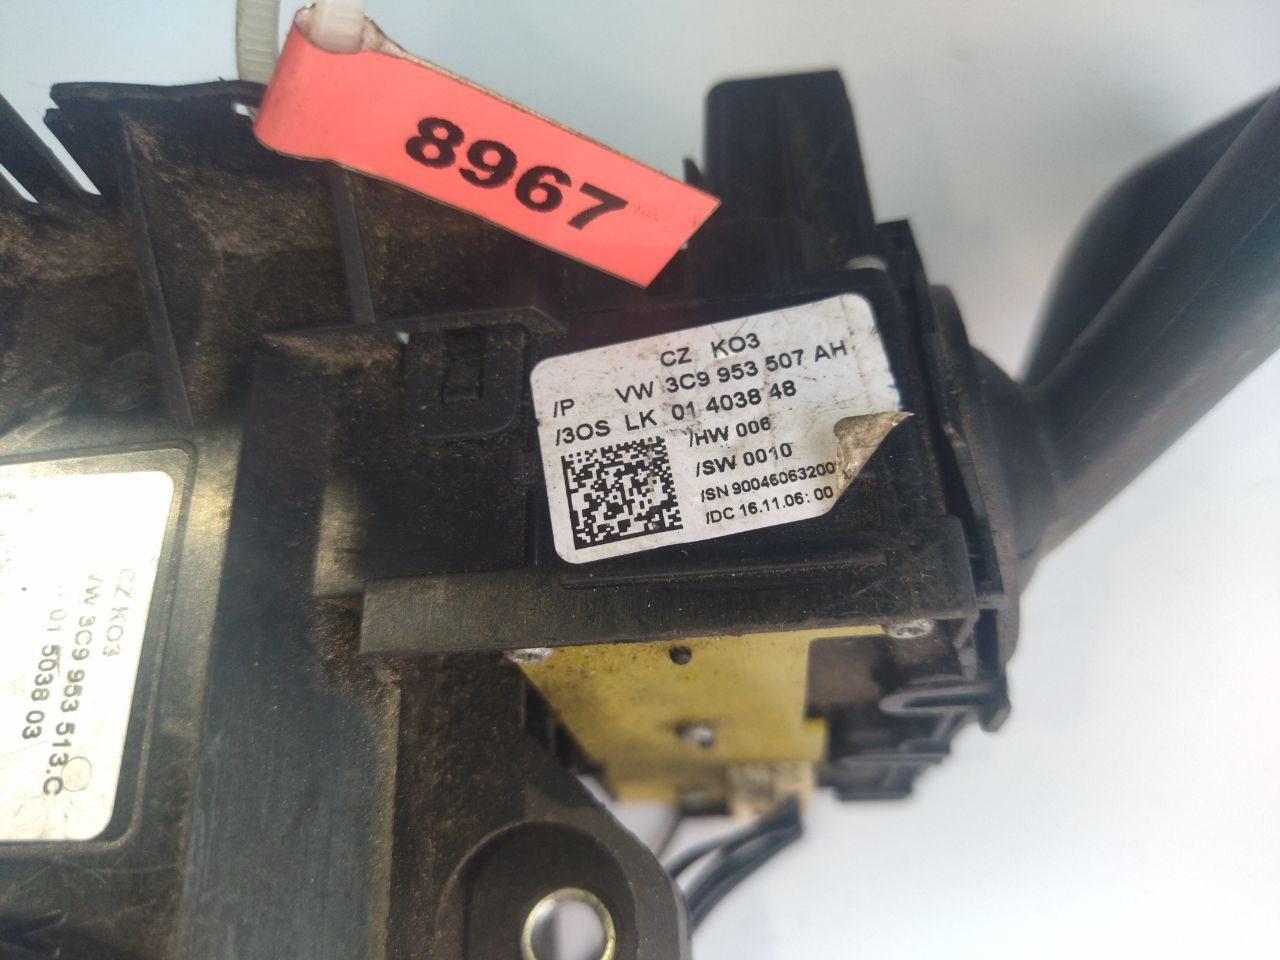 8967
CZ KO3
/P VW 3C9 953 507 AH
/3OS LK 01 4038 48
/HW 006
/SW 0010
/SN 90046063200
/DC 16.11.06: 00
CZ KO3
VW 3C9 953 513.C
01 5038 03